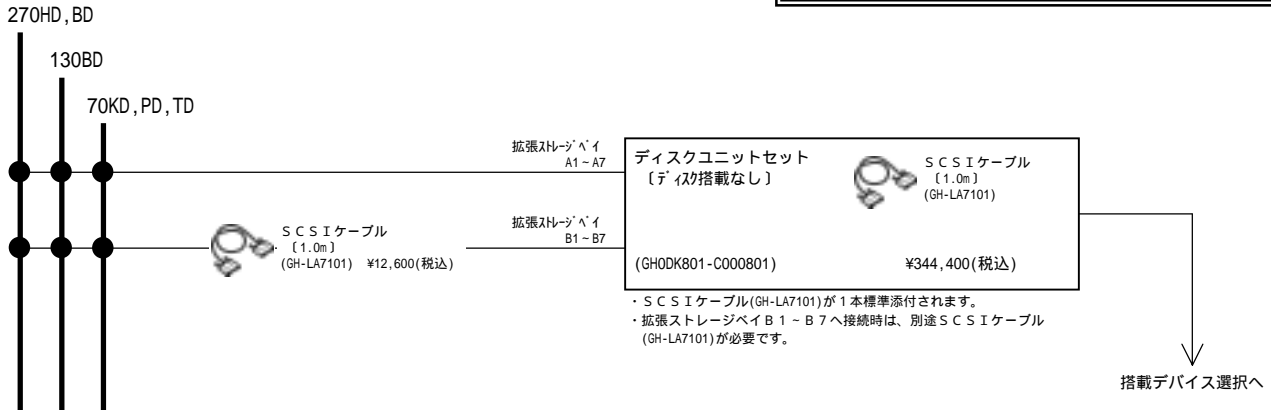 270HD,BD
130BD
70KD,PD,TD
拡張ｽﾄﾚｰｼﾞﾍﾞｲ
A1～A7
ディスクユニットセット
〔ﾃﾞｨｽｸ搭載なし〕
ＳＣＳＩケーブル
〔1.0m〕
(GH-LA7101)
ＳＣＳＩケーブル
〔1.0m〕
(GH-LA7101) ¥12,600(税込)
拡張ｽﾄﾚｰｼﾞﾍﾞｲ
B1～B7
(GH0DK801-C000801) ¥344,400(税込)
・ＳＣＳＩケーブル(GH-LA7101)が１本標準添付されます。
・拡張ストレージベイＢ１～Ｂ７へ接続時は、別途ＳＣＳＩケーブル
(GH-LA7101)が必要です。
搭載デバイス選択へ